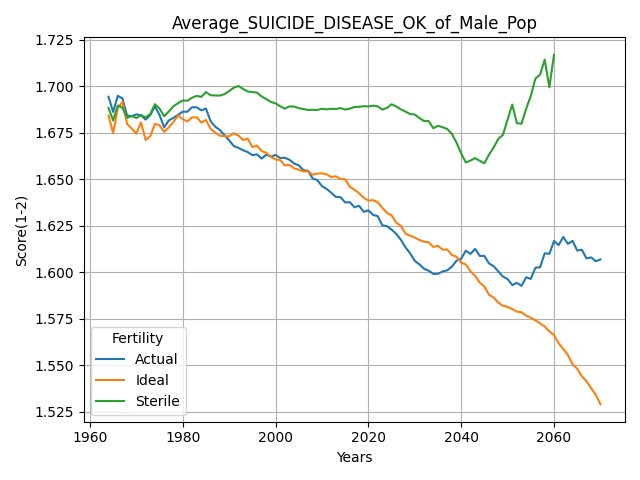 Average_SUICIDE_DISEASE_OK_of_Male_Pop
1.725
1.700
1.675
1.650
1.625
1.600
1.575
1.550
1.525
Score(1-2)
Fertility
Actual
Ideal
Sterile
1960
1980
2000
2020
2040
2060
Years